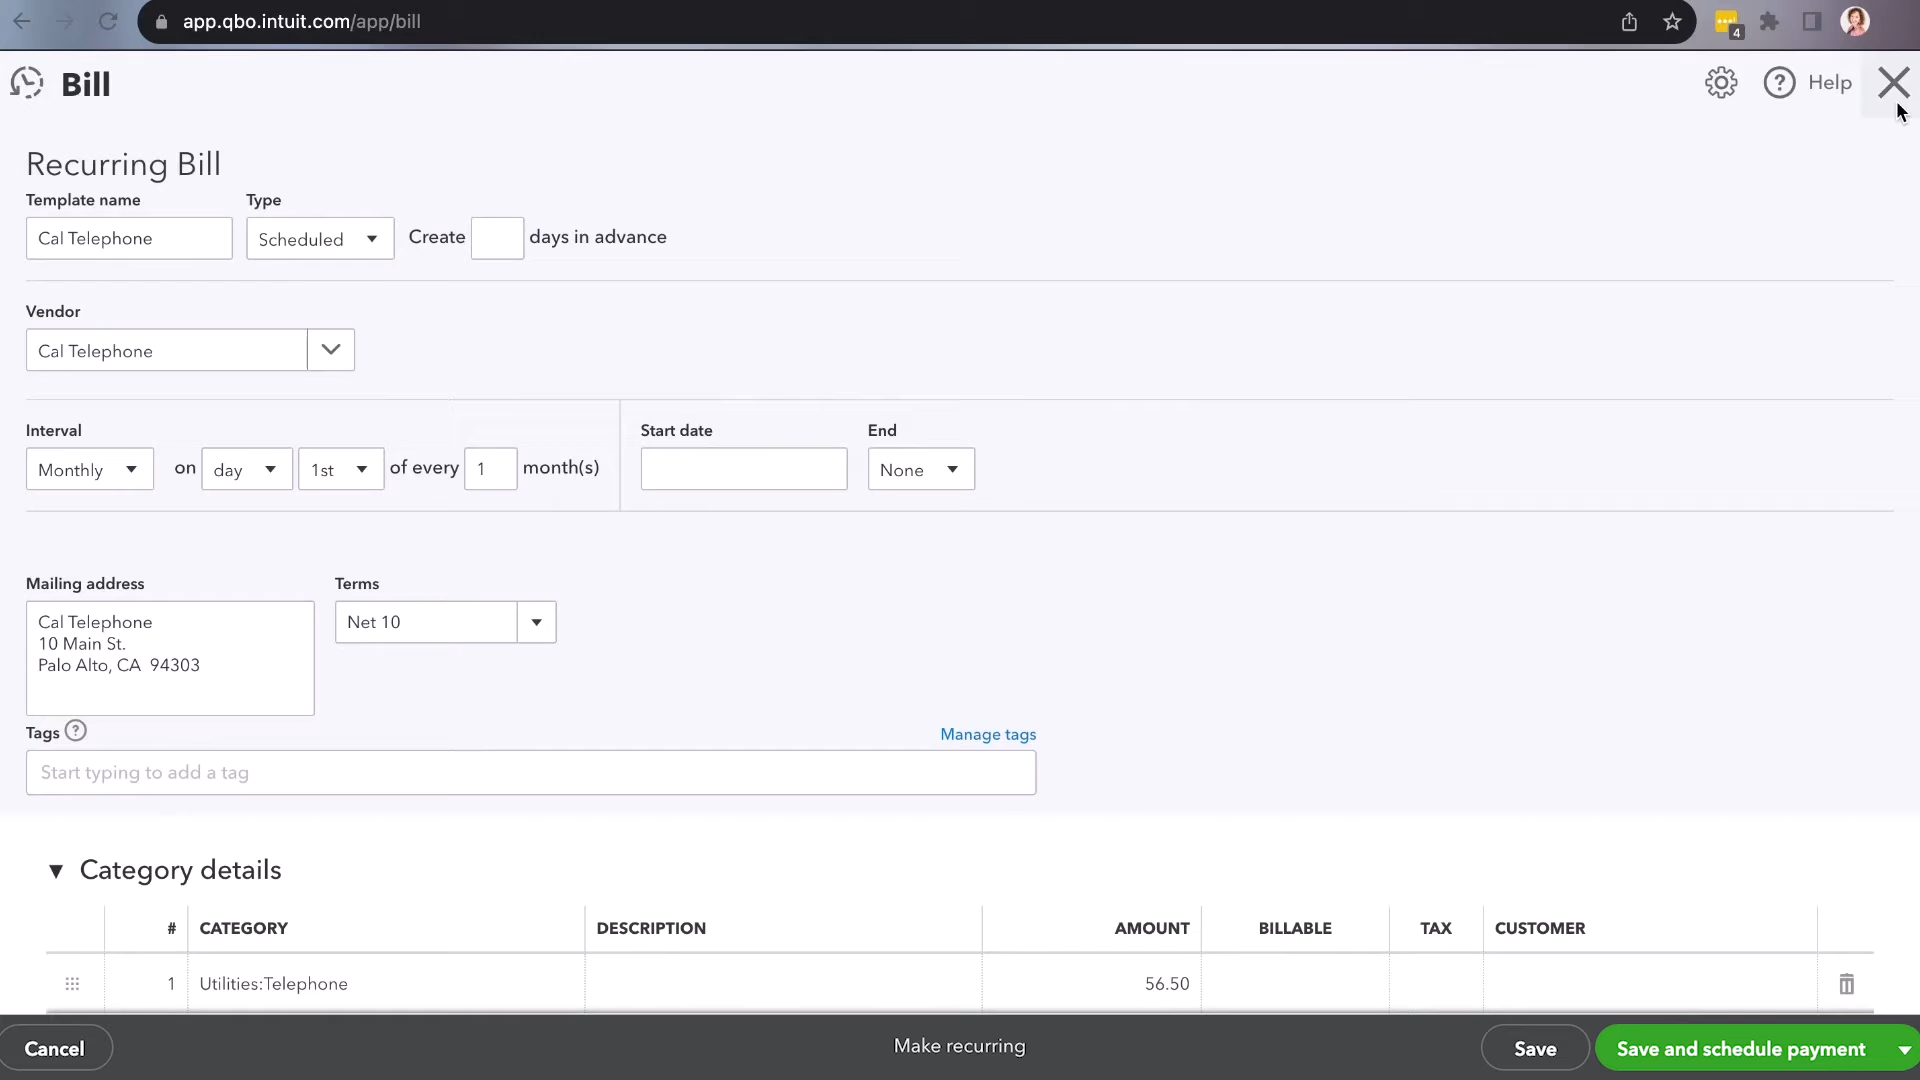 app.qbo.intuit.com/app/bill
4
Bill
Help
Recurring Bill
Template name Type
Cal Telephone Scheduled Create days in advance
Vendor
Cal Telephone
Interval Start date End
Monthly on day 1st of every 1 month(s) None
Mailing address Terms
Cal Telephone Net 10
10 Main St.
Palo Alto, CA 94303
Tags ? Manage tags
Start typing to add a tag
Category details
# CATEGORY DESCRIPTION AMOUNT BILLABLE TAX CUSTOMER
1 Utilities:Telephone 56.50
Cancel Make recurring Save Save and schedule payment